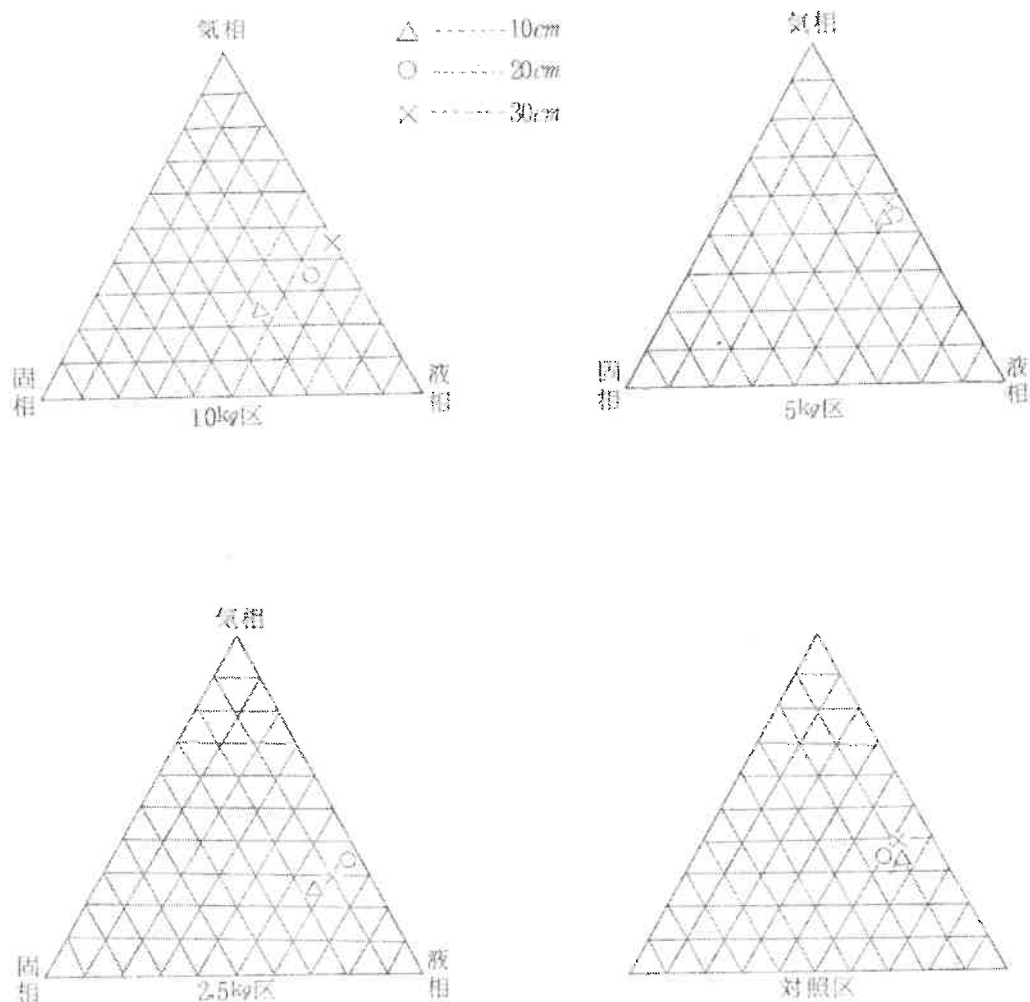 気相
△ ------- 10cm
○ ------- 20cm
× ------- 30cm
固相
液相
10kg区
気相
固相
液相
5kg区
気相
固相
液相
2.5kg区
対照区